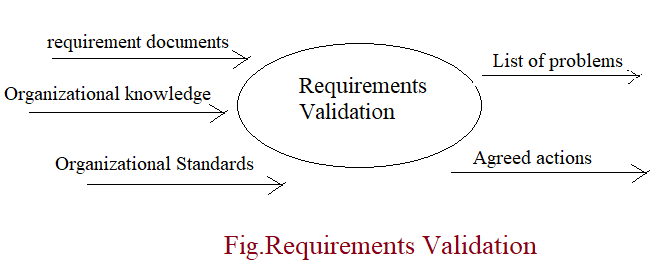 requirement documents
List of problems
Organizational knowledge
Requirements
Validation
Organizational Standards
Agreed actions
Fig.Requirements Validation